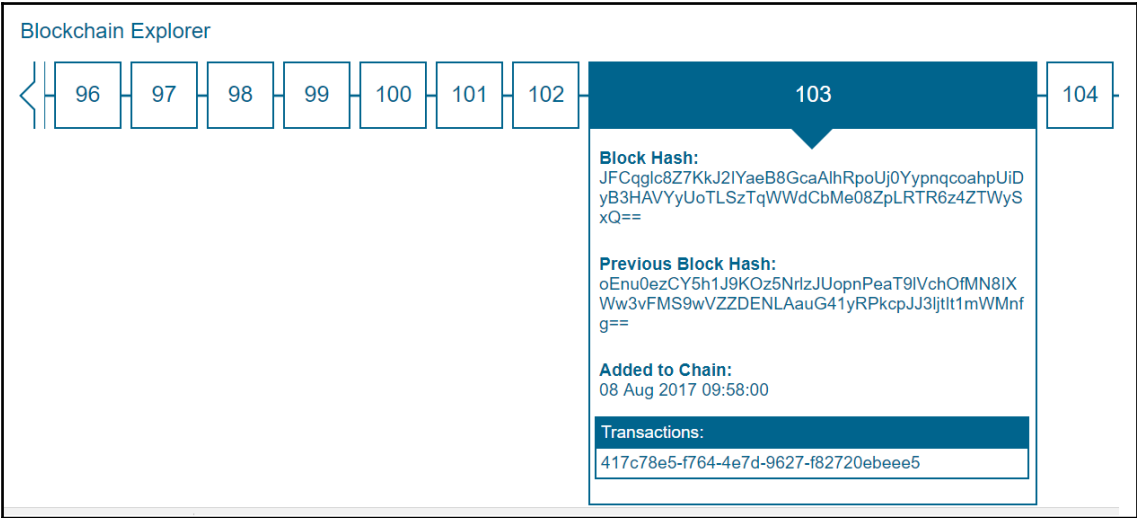 Blockchain Explorer
96 97 98 99 100 101 102 103 104
Block Hash:
JFCqglc8Z7KkJ2IYaeB8GcaAlhRpoUj0YypnqcoahpUiD
yB3HAVYyUoTLSzTqWWdCbMe08ZpLRTR6z4ZTWyS
xQ==
Previous Block Hash:
oEnu0ezCY5h1J9KOz5NrlzJUopnPeaT9lVchOfMN8IX
Ww3vFMS9wVZZDENLAauG41yRPkcpJJ3ljtIt1mWMnf
g==
Added to Chain:
08 Aug 2017 09:58:00
Transactions:
417c78e5-f764-4e7d-9627-f82720ebeee5